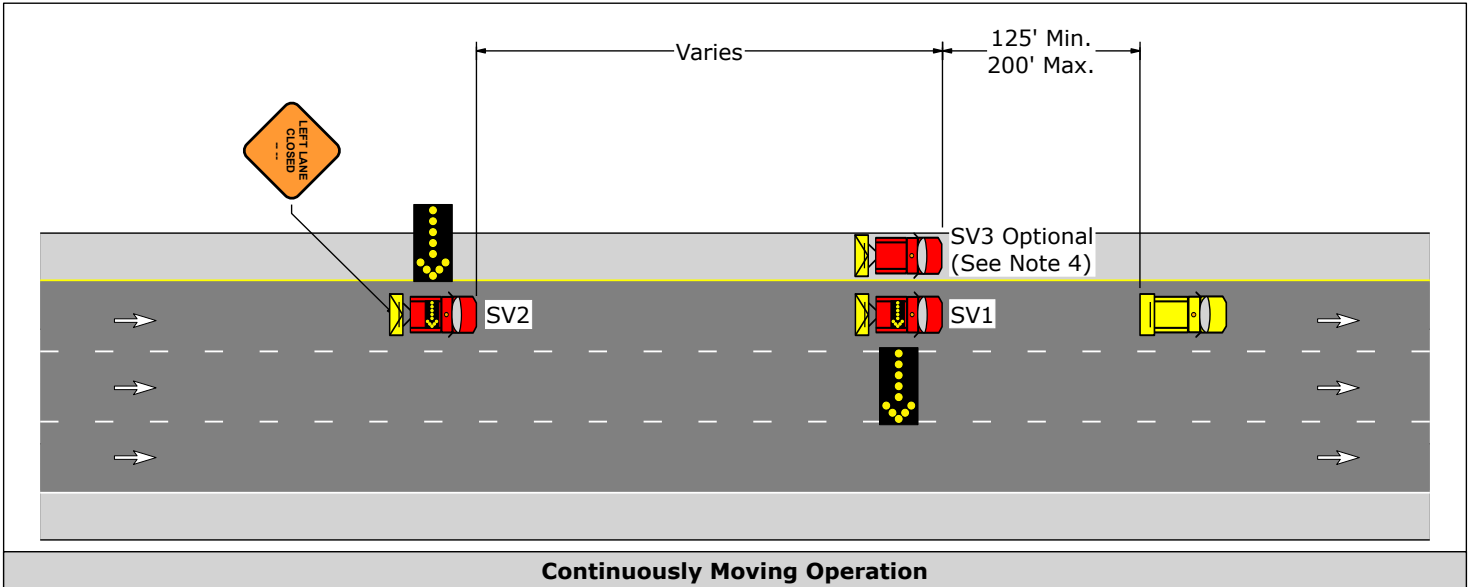 Varies
125' Min.
200' Max.
LEFT LANE
CLOSED
-- --
SV3 Optional
(See Note 4)
SV2
SV1
Continuously Moving Operation